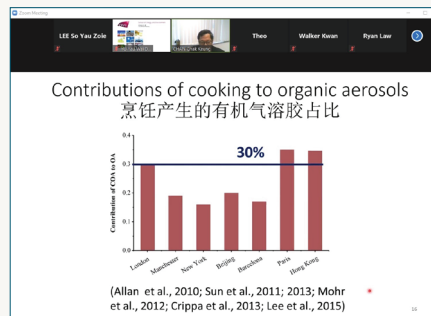 Zoom Meeting
LEE So Yau Zoie
Theo
Walker Kwan
Ryan Law
Contributions of cooking to organic aerosols
烹饪产生的有机气溶胶占比
Contribution of COA to OA
0.4
0.3
0.2
0.1
0.0
30%
London
Manchester
New York
Beijing
Barcelona
Paris
Hong Kong
(Allan et al., 2010; Sun et al., 2011; 2013; Mohr
et al., 2012; Crippa et al., 2013; Lee et al., 2015)
16